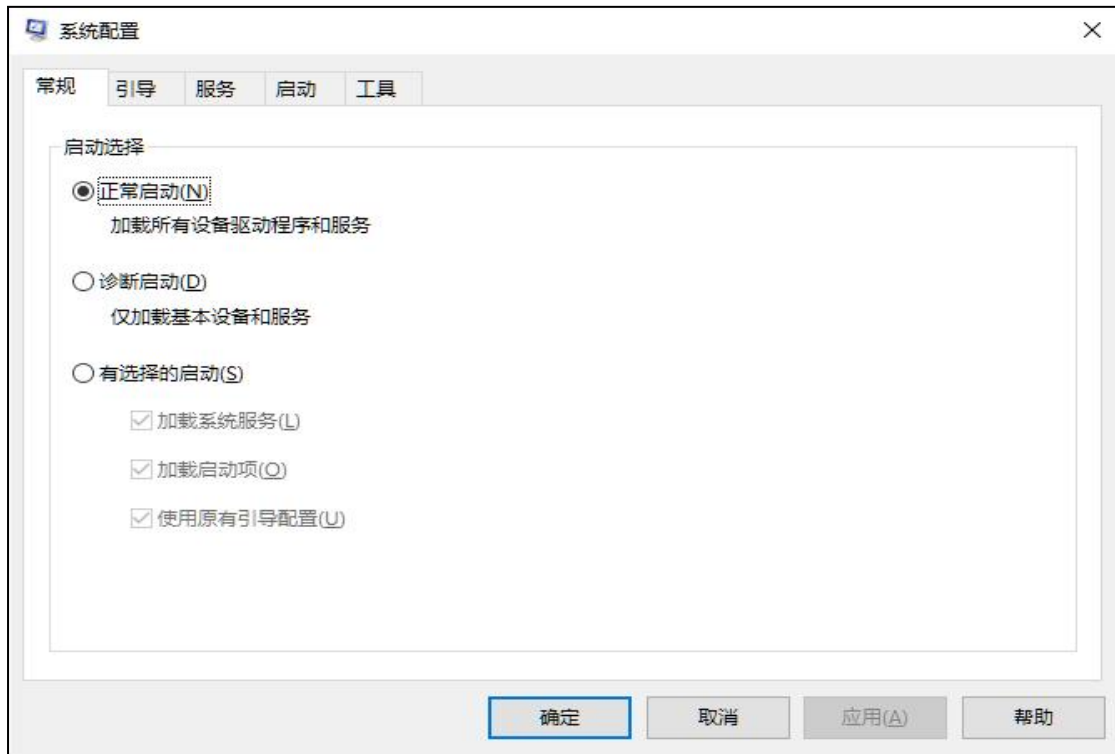 系统配置
常规 引导 服务 启动 工具
启动选择
正常启动(N)
加载所有设备驱动程序和服务
诊断启动(D)
仅加载基本设备和服务
有选择的启动(S)
加载系统服务(L)
加载启动项(O)
使用原有引导配置(U)
确定 取消 应用(A) 帮助